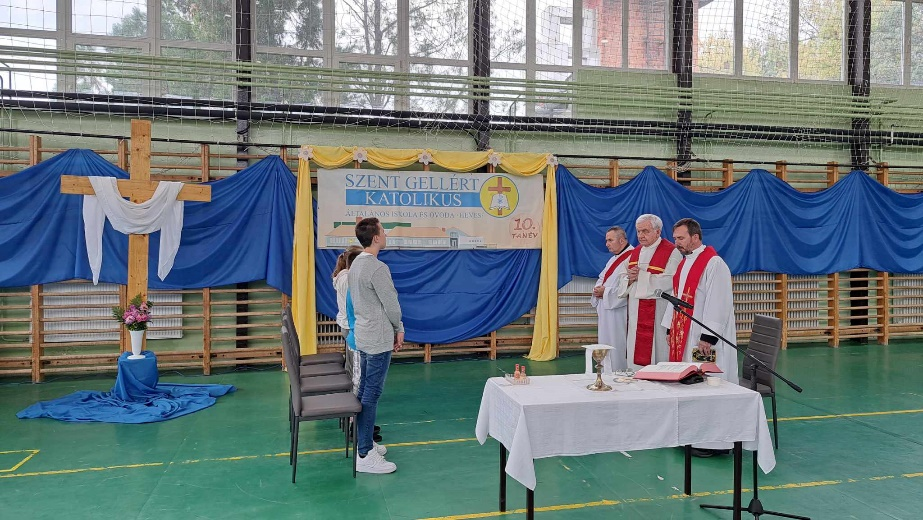 SZENT GELLÉRT
KATOLIKUS
ÁLTALÁNOS ISKOLA ÉS ÓVODA - HEVES
10.
TANÉV